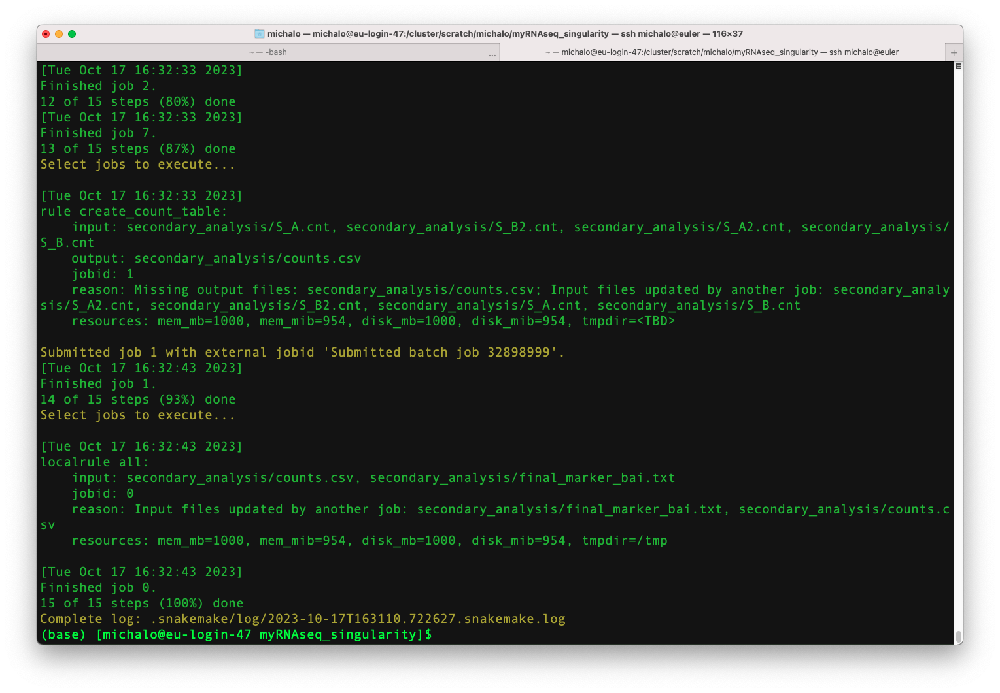 michalo — michalo@eu-login-47:/cluster/scratch/michalo/myRNAseq_singularity — ssh michalo@euler — 116×37
~ — -bash
...
~ — michalo@eu-login-47:/cluster/scratch/michalo/myRNAseq_singularity — ssh michalo@euler
+
[Tue Oct 17 16:32:33 2023]
Finished job 2.
12 of 15 steps (80%) done
[Tue Oct 17 16:32:33 2023]
Finished job 7.
13 of 15 steps (87%) done
Select jobs to execute...
[Tue Oct 17 16:32:33 2023]
rule create_count_table:
    input: secondary_analysis/S_A.cnt, secondary_analysis/S_B2.cnt, secondary_analysis/S_A2.cnt, secondary_analysis/
S_B.cnt
    output: secondary_analysis/counts.csv
    jobid: 1
    reason: Missing output files: secondary_analysis/counts.csv; Input files updated by another job: secondary_analy
sis/S_A2.cnt, secondary_analysis/S_B2.cnt, secondary_analysis/S_A.cnt, secondary_analysis/S_B.cnt
    resources: mem_mb=1000, mem_mib=954, disk_mb=1000, disk_mib=954, tmpdir=<TBD>
Submitted job 1 with external jobid 'Submitted batch job 32898999'.
[Tue Oct 17 16:32:43 2023]
Finished job 1.
14 of 15 steps (93%) done
Select jobs to execute...
[Tue Oct 17 16:32:43 2023]
localrule all:
    input: secondary_analysis/counts.csv, secondary_analysis/final_marker_bai.txt
    jobid: 0
    reason: Input files updated by another job: secondary_analysis/final_marker_bai.txt, secondary_analysis/counts.c
sv
    resources: mem_mb=1000, mem_mib=954, disk_mb=1000, disk_mib=954, tmpdir=/tmp
[Tue Oct 17 16:32:43 2023]
Finished job 0.
15 of 15 steps (100%) done
Complete log: .snakemake/log/2023-10-17T163110.722627.snakemake.log
(base) [michalo@eu-login-47 myRNAseq_singularity]$